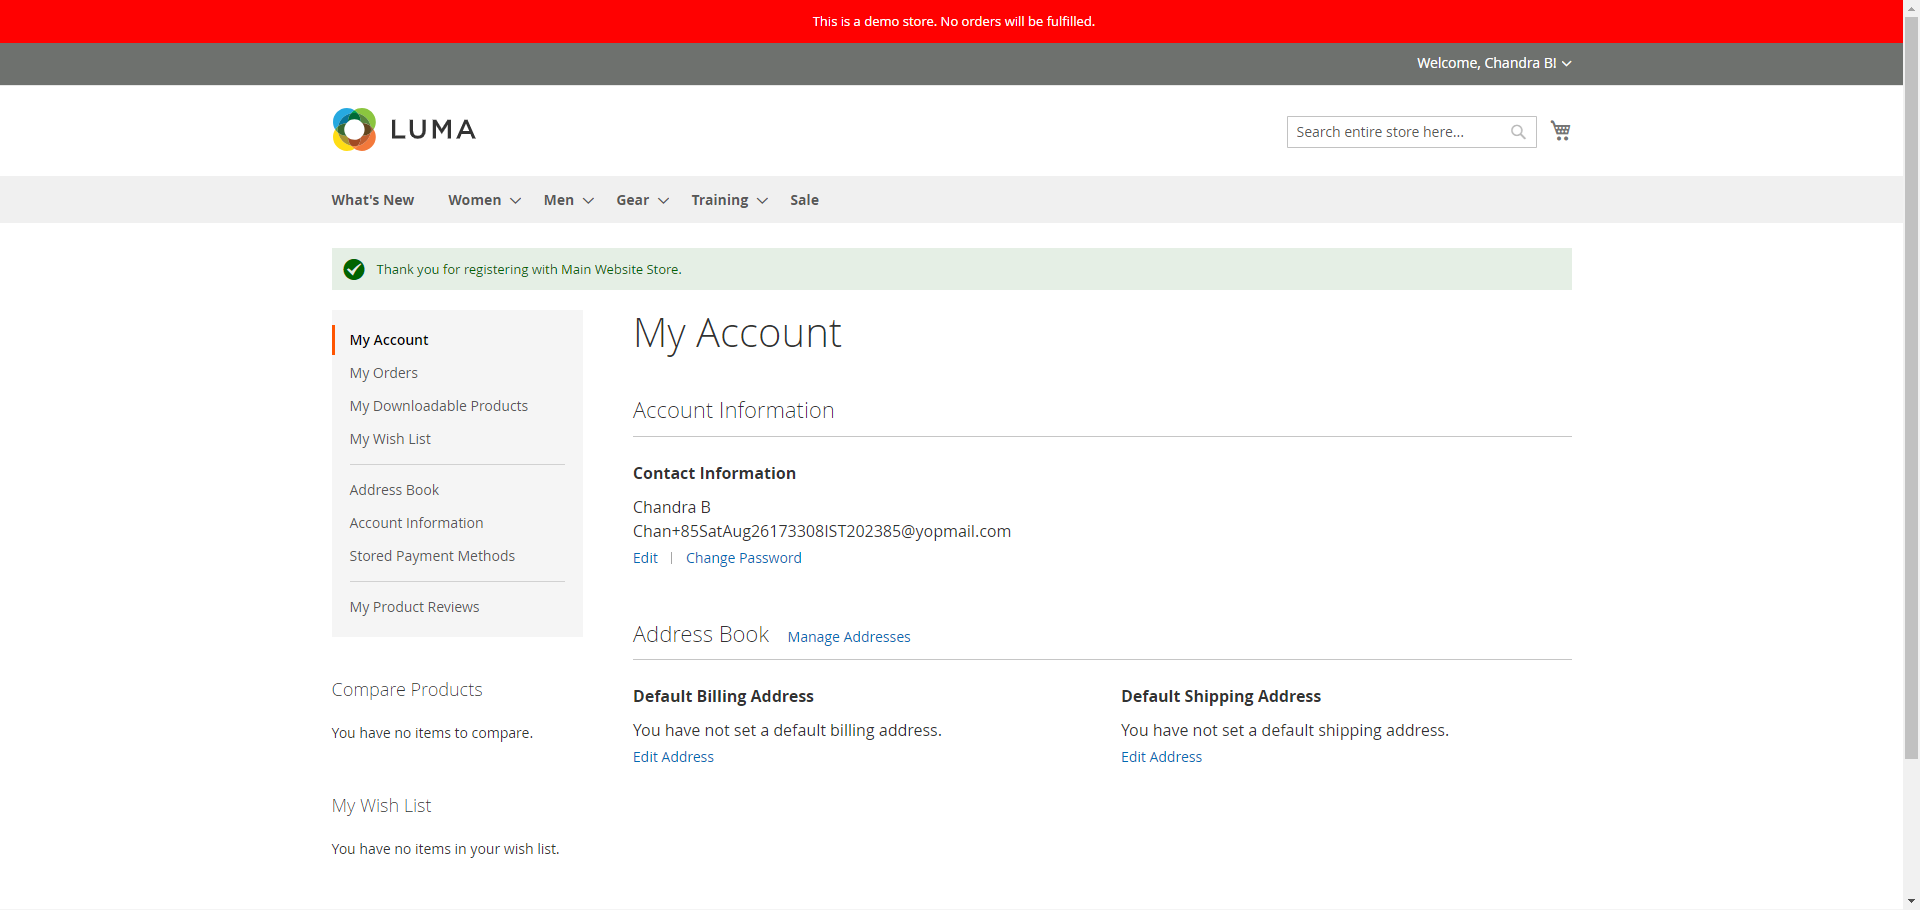 This is a demo store. No orders will be fulfilled.
Welcome, Chandra B!
LUMA
Search entire store here...
What's New Women Men Gear Training Sale
Thank you for registering with Main Website Store.
My Account
My Orders
My Downloadable Products
My Wish List
Address Book
Account Information
Stored Payment Methods
My Product Reviews
Compare Products
You have no items to compare.
My Wish List
You have no items in your wish list.
My Account
Account Information
Contact Information
Chandra B
Chan+85SatAug26173308IST202385@yopmail.com
Edit | Change Password
Address Book Manage Addresses
Default Billing Address
You have not set a default billing address.
Edit Address
Default Shipping Address
You have not set a default shipping address.
Edit Address